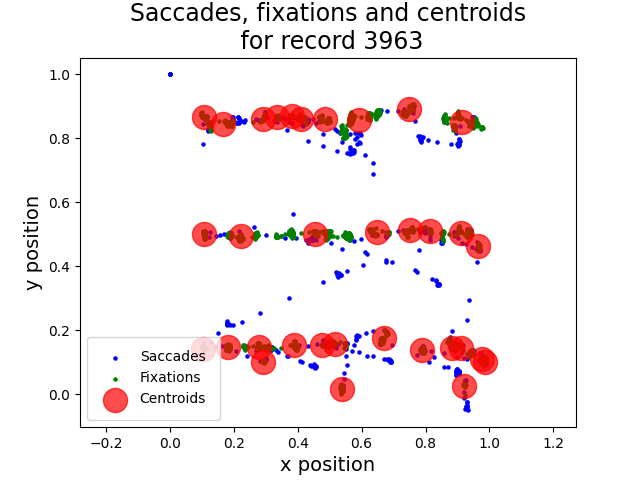 Saccades, fixations and centroids
for record 3963
y position
1.0
0.8
0.6
0.4
0.2
0.0
Saccades
Fixations
Centroids
−0.2 0.0 0.2 0.4 0.6 0.8 1.0 1.2
x position